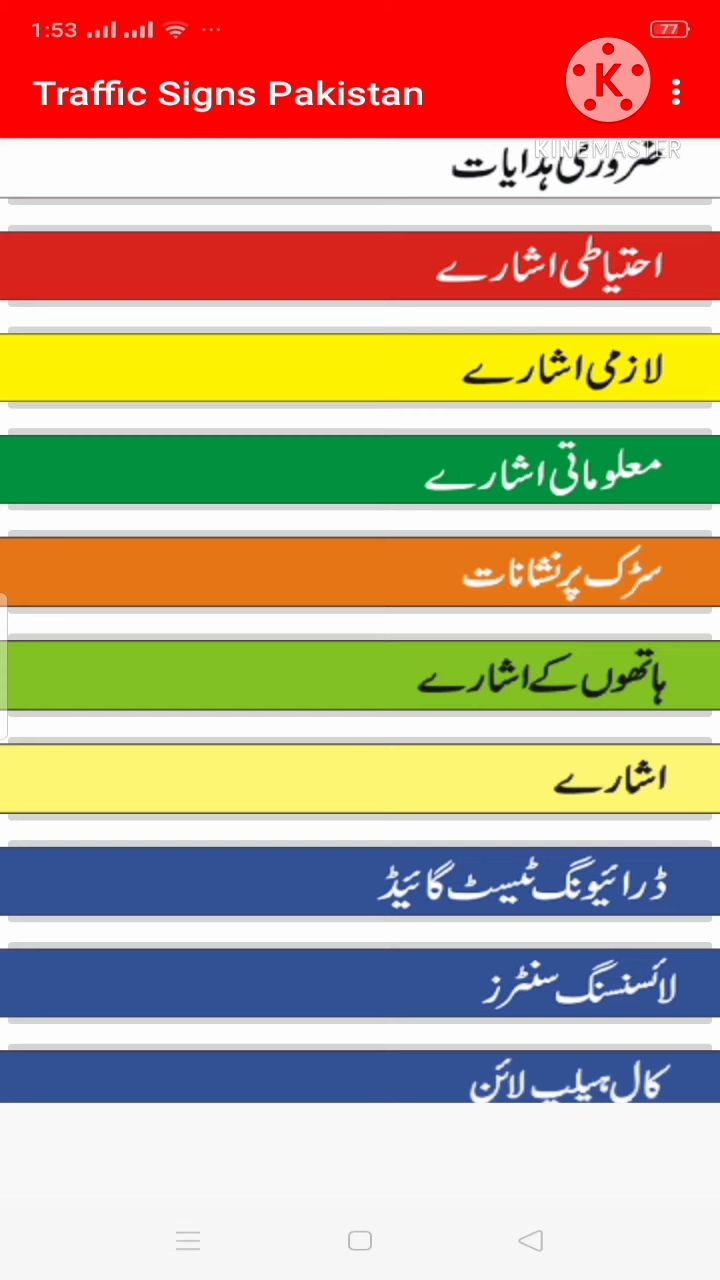 1:53
77
Traffic Signs Pakistan
K
KINEMASTER
ضروری ہدایات
احتیاطی اشارے
لازمی اشارے
معلوماتی اشارے
سڑک پر نشانات
ہاتھوں کے اشارے
اشارے
ڈرائیونگ ٹیسٹ گائیڈ
لائسنسنگ سنٹرز
کال ہیلپ لائن